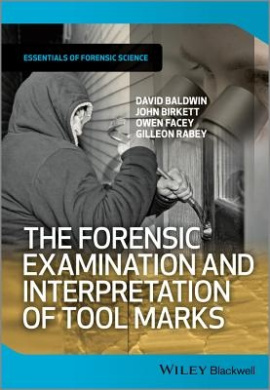 ESSENTIALS OF FORENSIC SCIENCE
DAVID BALDWIN
JOHN BIRKETT
OWEN FACEY
GILLEON RABEY
THE FORENSIC
EXAMINATION AND
INTERPRETATION
OF TOOL MARKS
WILEY Blackwell